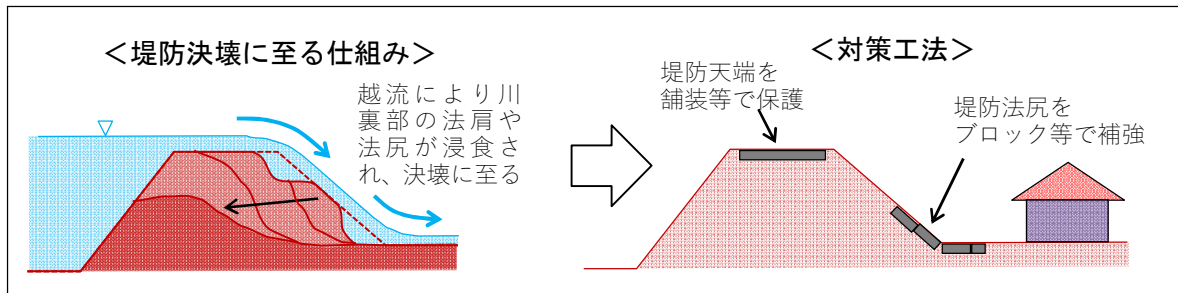 ＜堤防決壊に至る仕組み＞
越流により川
裏部の法肩や
法尻が浸食さ
れ、決壊に至る
＜対策工法＞
堤防天端を
舗装等で保護
堤防法尻を
ブロック等で補強